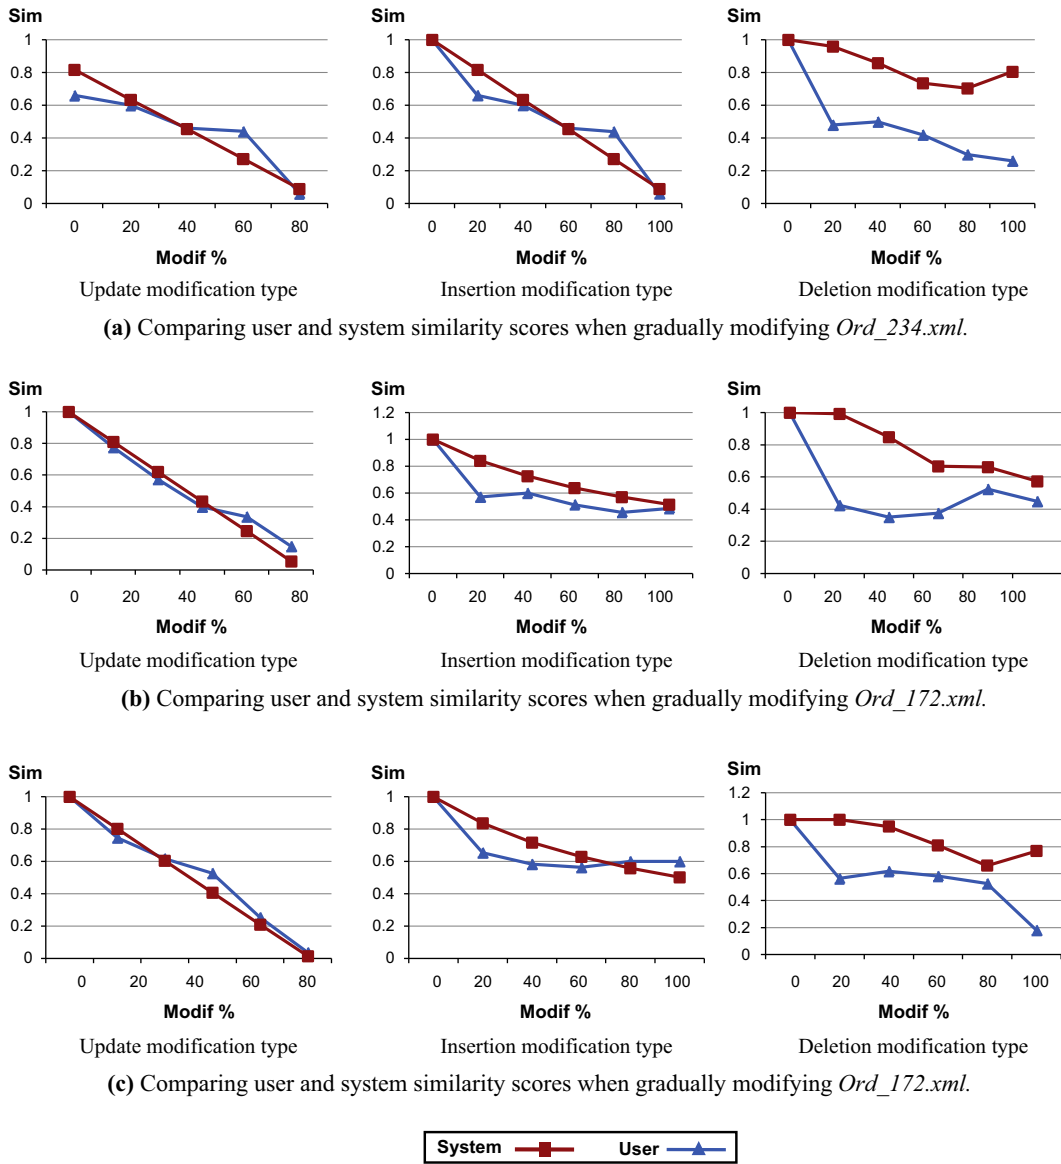 Sim Sim Sim
1 1 1
0.8 0.8 0.8
0.6 0.6 0.6
0.4 0.4 0.4
0.2 0.2 0.2
0 0 0
0 20 40 60 80 0 20 40 60 80 100 0 20 40 60 80 100
Modif % Modif % Modif %
Update modification type Insertion modification type Deletion modification type
(a) Comparing user and system similarity scores when gradually modifying Ord_234.xml.
Sim Sim Sim
1 1.2 1
0.8 1 0.8
0.6 0.8 0.6
0.4 0.6 0.4
0.2 0.4 0.2
0 0.2 0
0
0 20 40 60 80 0 20 40 60 80 100 0 20 40 60 80 100
Modif % Modif % Modif %
Update modification type Insertion modification type Deletion modification type
(b) Comparing user and system similarity scores when gradually modifying Ord_172.xml.
Sim Sim Sim
1 1 1.2
0.8 0.8 1
0.6 0.6 0.8
0.4 0.4 0.6
0.2 0.2 0.4
0 0 0.2
0
0 20 40 60 80 0 20 40 60 80 100 0 20 40 60 80 100
Modif % Modif % Modif %
Update modification type Insertion modification type Deletion modification type
(c) Comparing user and system similarity scores when gradually modifying Ord_172.xml.
System User